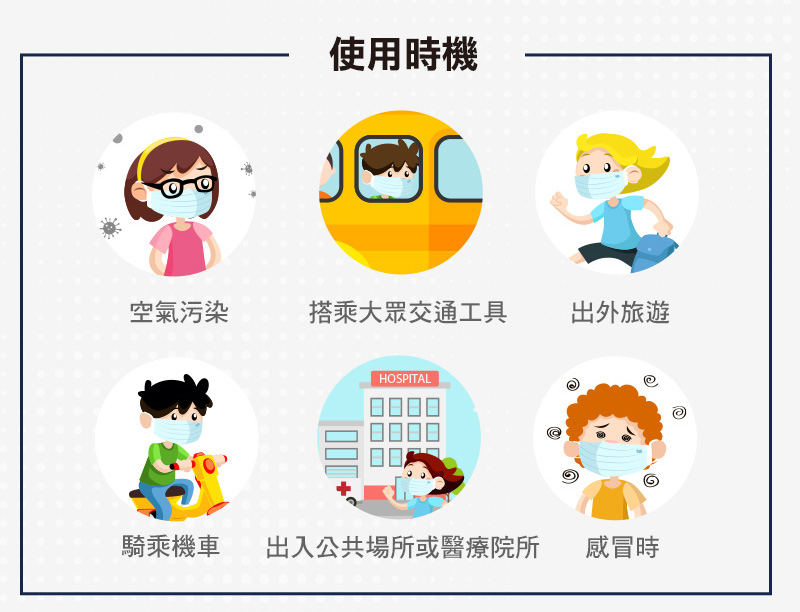 使用時機
空氣污染
搭乘大眾交通工具
出外旅遊
HOSPITAL
騎乘機車
出入公共場所或醫療院所
感冒時